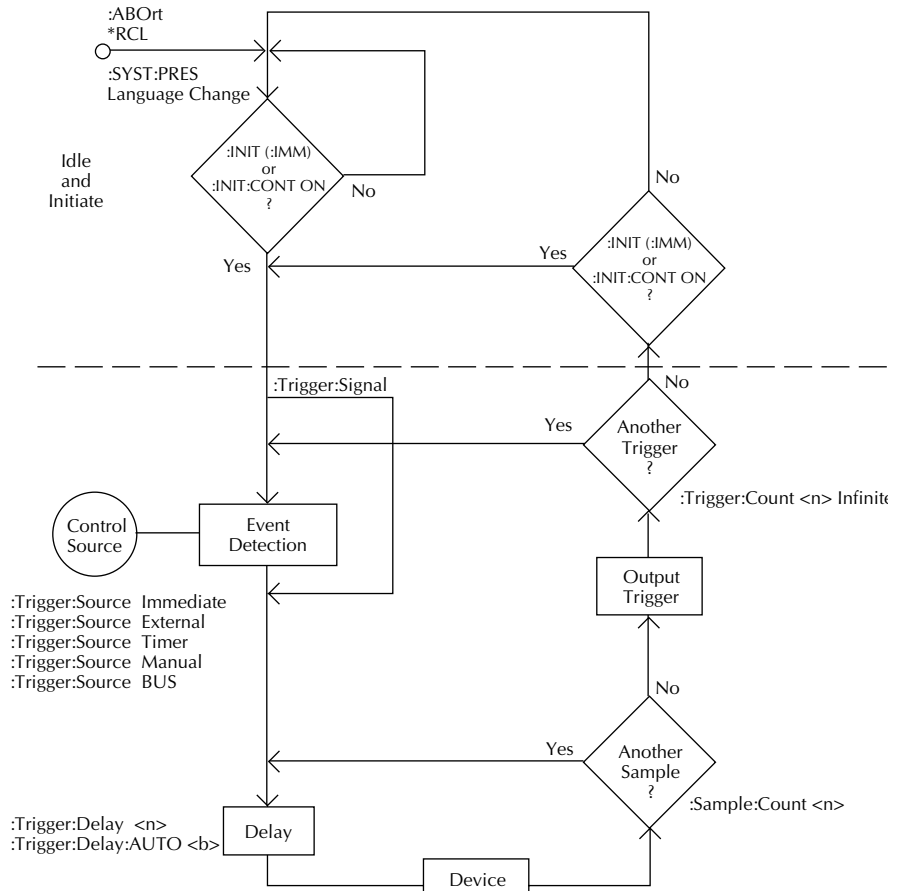 :ABOrt
*RCL
:SYST:PRES
Language Change
Idle
and
Initiate
:INIT (:IMM)
or
:INIT:CONT ON
?
No
Yes
No
:INIT (:IMM)
or
:INIT:CONT ON
?
Yes
:Trigger:Signal
No
Another
Trigger
?
Yes
:Trigger:Count <n> Infinite
Control
Source
Event
Detection
Output
Trigger
:Trigger:Source Immediate
:Trigger:Source External
:Trigger:Source Timer
:Trigger:Source Manual
:Trigger:Source BUS
No
Another
Sample
?
Yes
:Sample:Count <n>
:Trigger:Delay <n>
:Trigger:Delay:AUTO <b>
Delay
Device